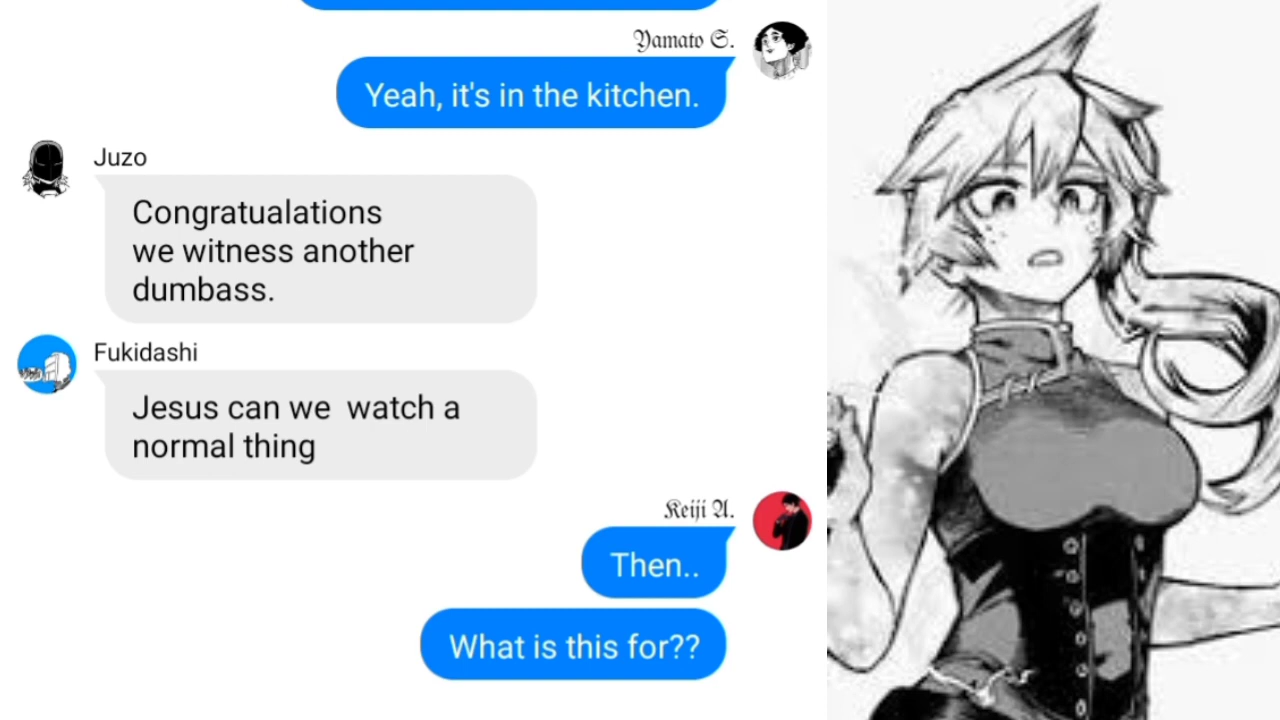 Yamato S.
Yeah, it's in the kitchen.
Juzo
Congratualations
we witness another
dumbass.
Fukidashi
Jesus can we  watch a
normal thing
Keiji A.
Then..
What is this for??